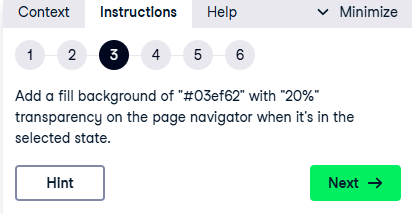 Context Instructions Help Minimize
1 2 3 4 5 6
Add a fill background of "#03ef62" with "20%"
transparency on the page navigator when it's in the
selected state.
Hint Next →